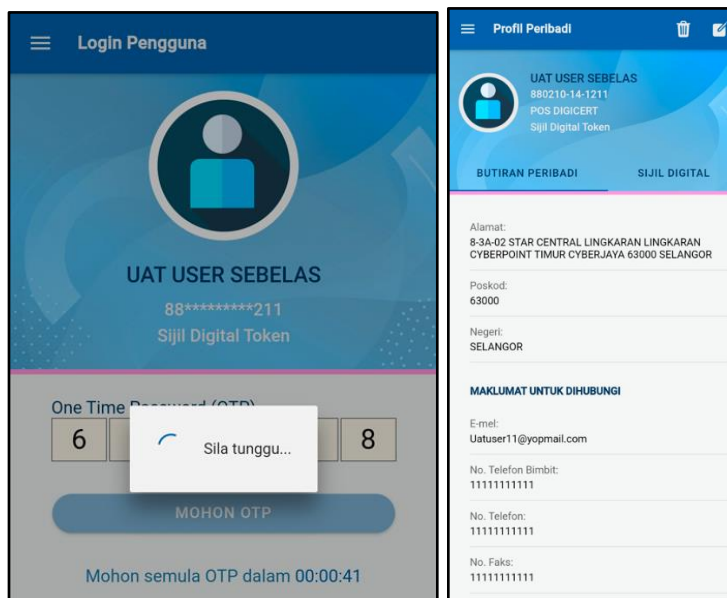 Login Pengguna
UAT USER SEBELAS
88*********211
Sijil Digital Token
One Time
6
8
Sila tunggu...
MOHON OTP
Mohon semula OTP dalam 00:00:41
Profil Peribadi
UAT USER SEBELAS
880210-14-1211
POS DIGICERT
Sijil Digital Token
BUTIRAN PERIBADI
SIJIL DIGITAL
Alamat:
8-3A-02 STAR CENTRAL LINGKARAN LINGKARAN
CYBERPOINT TIMUR CYBERJAYA 63000 SELANGOR
Poskod:
63000
Negeri:
SELANGOR
MAKLUMAT UNTUK DIHUBUNGI
E-mel:
Uatuser11@yopmail.com
No. Telefon Bimbit:
11111111111
No. Telefon:
11111111111
No. Faks:
11111111111